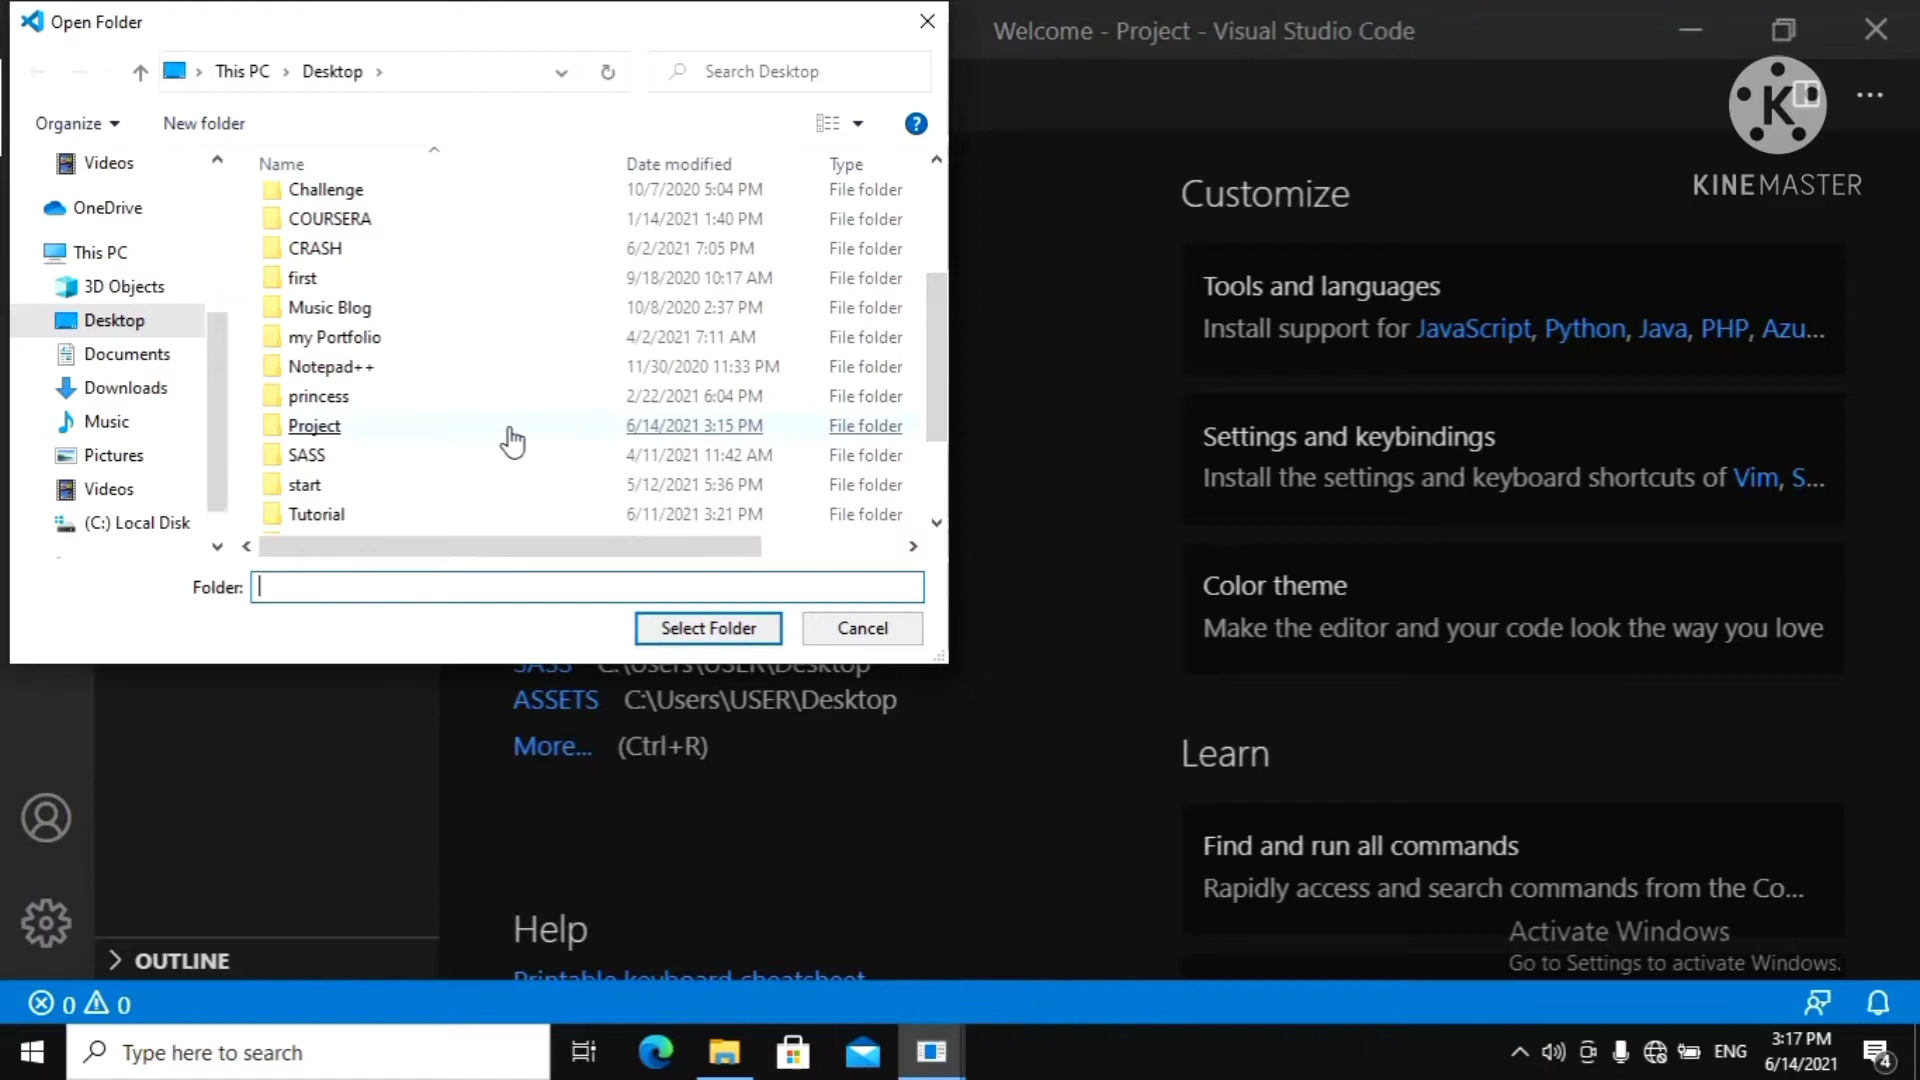 Open Folder
Welcome - Project - Visual Studio Code
This PC > Desktop >
Search Desktop
Organize
New folder
KINEMASTER
Name Date modified Type
Videos
OneDrive
This PC
3D Objects
Desktop
Documents
Downloads
Music
Pictures
Videos
(C:) Local Disk
Challenge 10/7/2020 5:04 PM File folder
COURSERA 1/14/2021 1:40 PM File folder
CRASH 6/2/2021 7:05 PM File folder
first 9/18/2020 10:17 AM File folder
Music Blog 10/8/2020 2:37 PM File folder
my Portfolio 4/2/2021 7:11 AM File folder
Notepad++ 11/30/2020 11:33 PM File folder
princess 2/22/2021 6:04 PM File folder
Project 6/14/2021 3:15 PM File folder
SASS 4/11/2021 11:42 AM File folder
start 5/12/2021 5:36 PM File folder
Tutorial 6/11/2021 3:21 PM File folder
Folder:
Select Folder Cancel
SASS C:\Users\USER\Desktop
ASSETS C:\Users\USER\Desktop
More... (Ctrl+R)
Help
Printable keyboard cheatsheet
Customize
Tools and languages
Install support for JavaScript, Python, Java, PHP, Azu...
Settings and keybindings
Install the settings and keyboard shortcuts of Vim, S...
Color theme
Make the editor and your code look the way you love
Learn
Find and run all commands
Rapidly access and search commands from the Co...
Activate Windows
Go to Settings to activate Windows.
OUTLINE
0 0
Type here to search
ENG
3:17 PM
6/14/2021
4